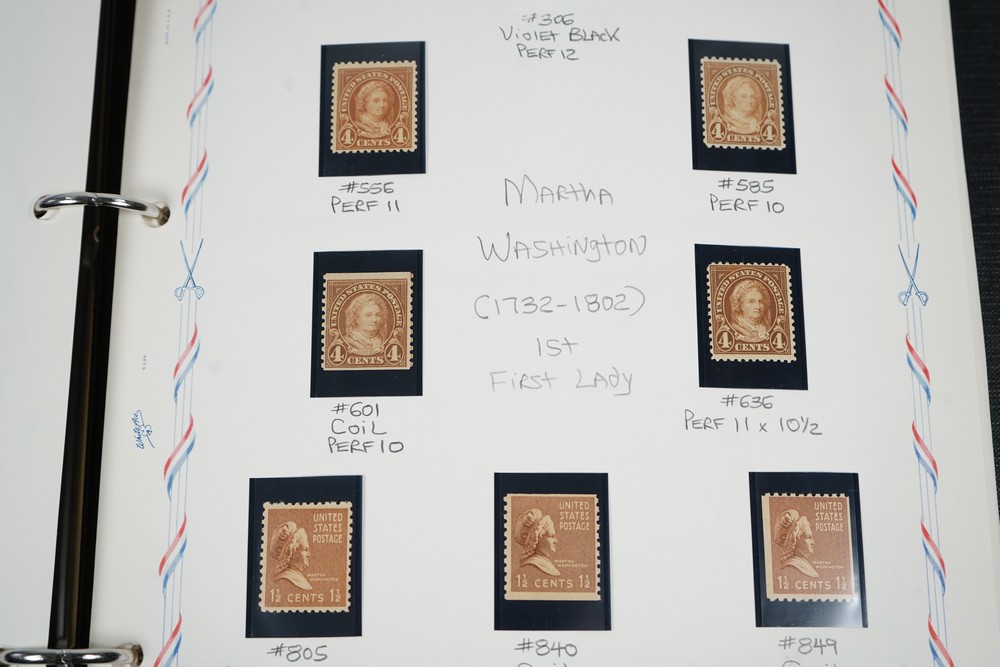 #306
Violet Black
Perf 12
UNITED STATES POSTAGE
4 CENTS 4
#556
Perf 11
UNITED STATES POSTAGE
4 CENTS 4
#585
Perf 10
Martha
Washington
(1732-1802)
1st
First Lady
UNITED STATES POSTAGE
4 CENTS 4
#601
Coil
Perf 10
UNITED STATES POSTAGE
4 CENTS 4
#636
Perf 11 x 10½
UNITED
STATES
POSTAGE
MARTHA
WASHINGTON
1½ CENTS 1½
#805
UNITED
STATES
POSTAGE
MARTHA
WASHINGTON
1½ CENTS 1½
#840
Coil
UNITED
STATES
POSTAGE
MARTHA
WASHINGTON
1½ CENTS 1½
#849
Coil